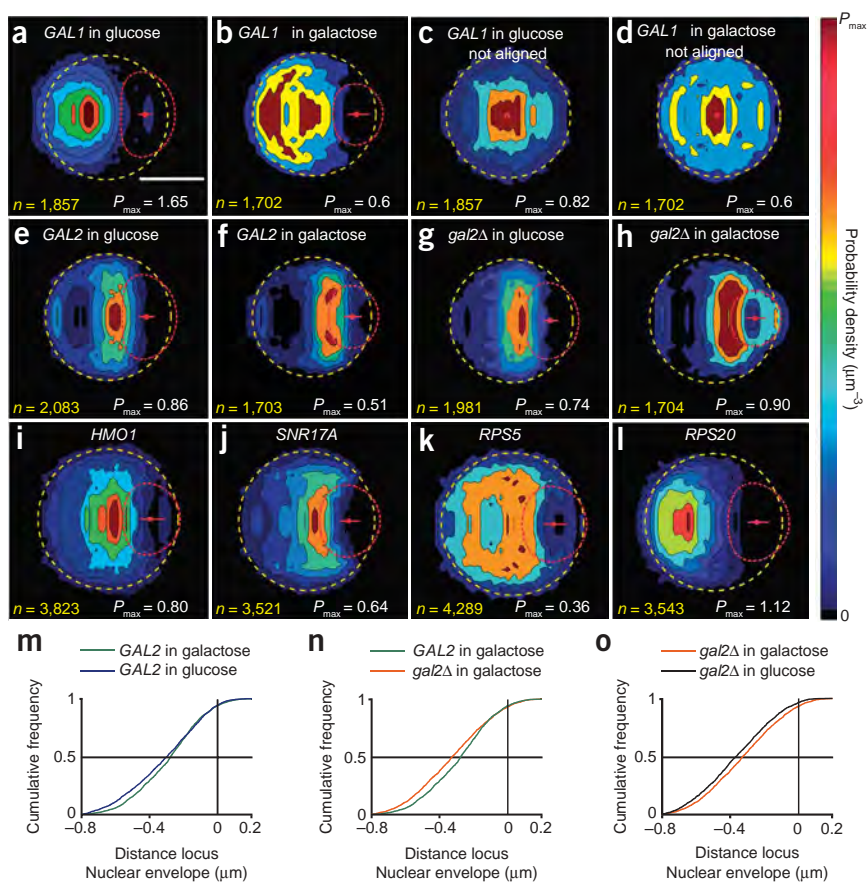 a GAL1 in glucose
n = 1,857 Pmax = 1.65
b GAL1 in galactose
n = 1,702 Pmax = 0.6
c GAL1 in glucose
not aligned
n = 1,857 Pmax = 0.82
d GAL1 in galactose
not aligned
n = 1,702 Pmax = 0.6
e GAL2 in glucose
n = 2,083 Pmax = 0.86
f GAL2 in galactose
n = 1,703 Pmax = 0.51
g gal2Δ in glucose
n = 1,981 Pmax = 0.74
h gal2Δ in galactose
n = 1,704 Pmax = 0.90
i HMO1
n = 3,823 Pmax = 0.80
j SNR17A
n = 3,521 Pmax = 0.64
k RPS5
n = 4,289 Pmax = 0.36
l RPS20
n = 3,543 Pmax = 1.12
Pmax
Probability density (μm⁻³)
0
m
GAL2 in galactose
GAL2 in glucose
Cumulative frequency
1
0.5
0
−0.8 −0.4 0 0.2
Distance locus
Nuclear envelope (μm)
n
GAL2 in galactose
gal2Δ in galactose
Cumulative frequency
1
0.5
0
−0.8 −0.4 0 0.2
Distance locus
Nuclear envelope (μm)
o
gal2Δ in galactose
gal2Δ in glucose
Cumulative frequency
1
0.5
0
−0.8 −0.4 0 0.2
Distance locus
Nuclear envelope (μm)